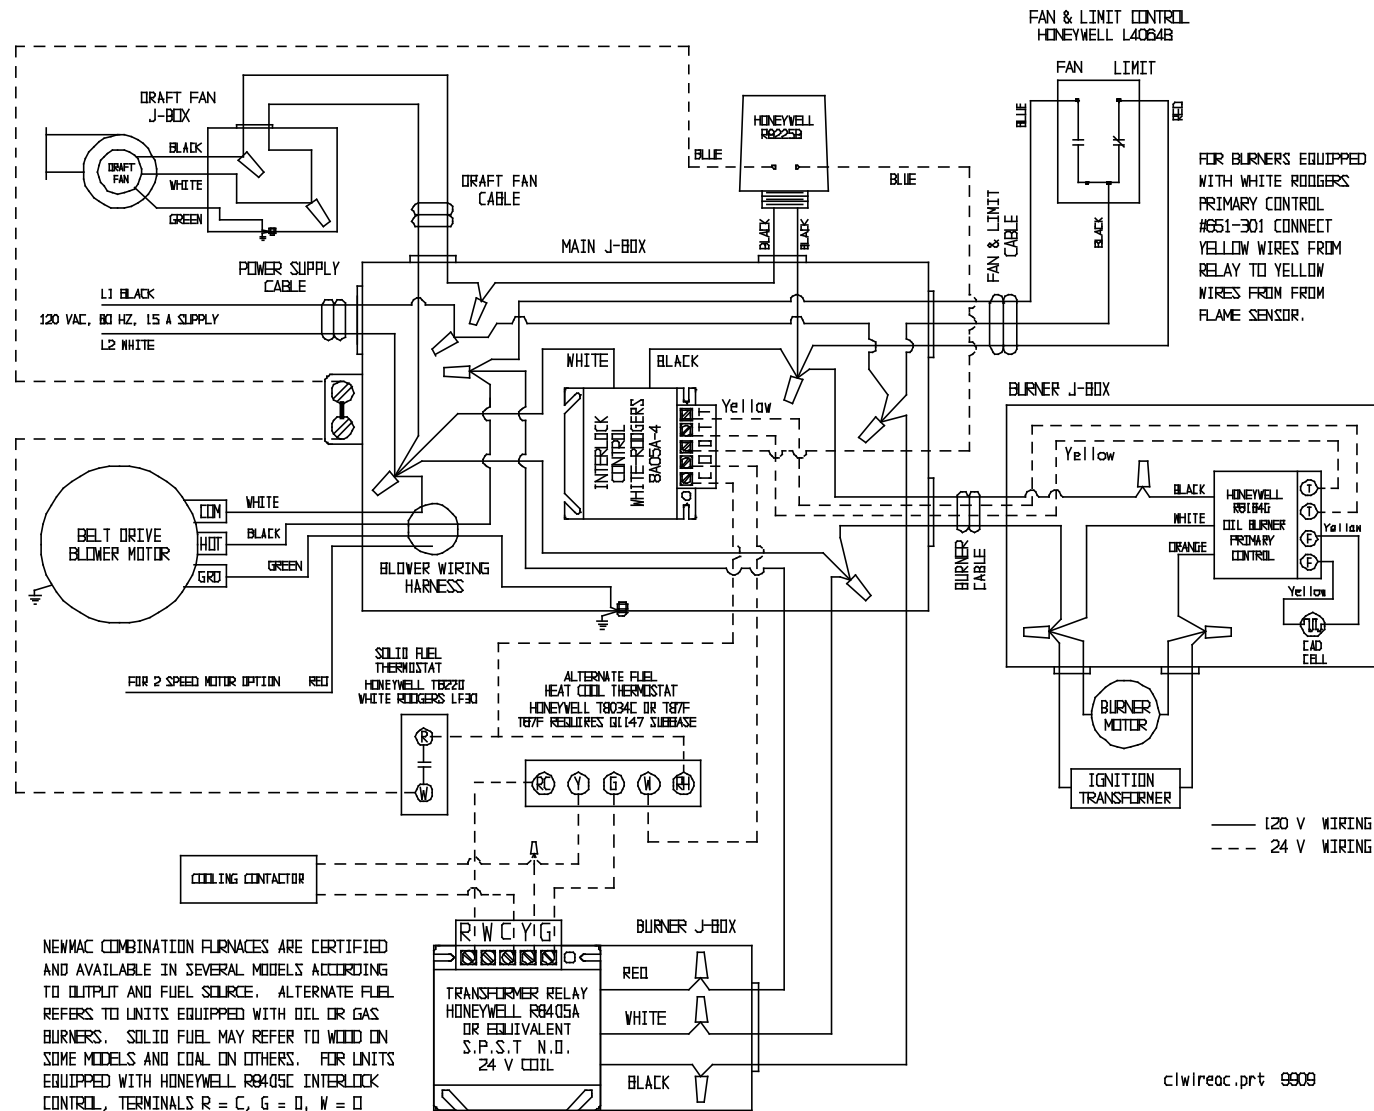 FAN & LIMIT CONTROL
HONEYWELL L4064B
FAN LIMIT
BLUE
RED
BLACK
DRAFT FAN
J-BOX
DRAFT
FAN
BLACK
WHITE
GREEN
DRAFT FAN
CABLE
HONEYWELL
R8225B
BLUE
BLUE
BLACK
BLACK
FAN & LIMIT
CABLE
FOR BURNERS EQUIPPED
WITH WHITE RODGERS
PRIMARY CONTROL
#651-301 CONNECT
YELLOW WIRES FROM
RELAY TO YELLOW
WIRES FROM FROM
FLAME SENSOR.
MAIN J-BOX
POWER SUPPLY
CABLE
L1 BLACK
120 VAC, 60 HZ, 15 A SUPPLY
L2 WHITE
WHITE
BLACK
Yellow
INTERLOCK
CONTROL
WHITE-RODGERS
8A05A-4
C O O T T
BURNER J-BOX
Yellow
BLACK
WHITE
ORANGE
HONEYWELL
R8184G
OIL BURNER
PRIMARY
CONTROL
T
T
F
F
Yellow
Yellow
CAD
CELL
BURNER
CABLE
BURNER
MOTOR
IGNITION
TRANSFORMER
BELT DRIVE
BLOWER MOTOR
COM
HOT
GRD
WHITE
BLACK
GREEN
BLOWER WIRING
HARNESS
FOR 2 SPEED MOTOR OPTION RED
SOLID FUEL
THERMOSTAT
HONEYWELL T822D
WHITE RODGERS 1F30
R
W
ALTERNATE FUEL
HEAT COOL THERMOSTAT
HONEYWELL T8034C OR T87F
T87F REQUIRES Q1147 SUBBASE
RC Y G W RH
120 V WIRING
24 V WIRING
COOLING CONTACTOR
R W C Y G
BURNER J-BOX
RED
WHITE
BLACK
TRANSFORMER RELAY
HONEYWELL R8405A
OR EQUIVALENT
S.P.S.T N.O.
24 V COIL
NEWMAC COMBINATION FURNACES ARE CERTIFIED
AND AVAILABLE IN SEVERAL MODELS ACCORDING
TO OUTPUT AND FUEL SOURCE. ALTERNATE FUEL
REFERS TO UNITS EQUIPPED WITH OIL OR GAS
BURNERS. SOLID FUEL MAY REFER TO WOOD ON
SOME MODELS AND COAL ON OTHERS. FOR UNITS
EQUIPPED WITH HONEYWELL R8405C INTERLOCK
CONTROL, TERMINALS R = C, G = O, W = O
clwireoc.prt 9909